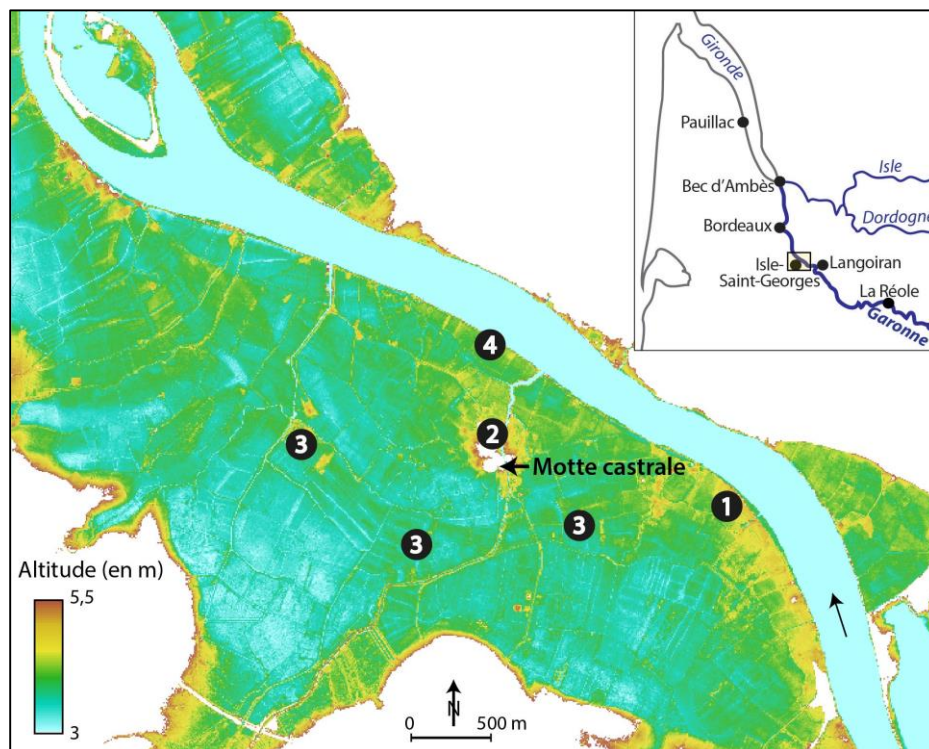 Gironde
Pauillac
Isle
Bec d'Ambès
Dordogne
Bordeaux
Isle-
Saint-Georges
Langoiran
La Réole
Garonne
4
2
3
Motte castrale
1
3
3
Altitude (en m)
5,5
3
N
0 500 m